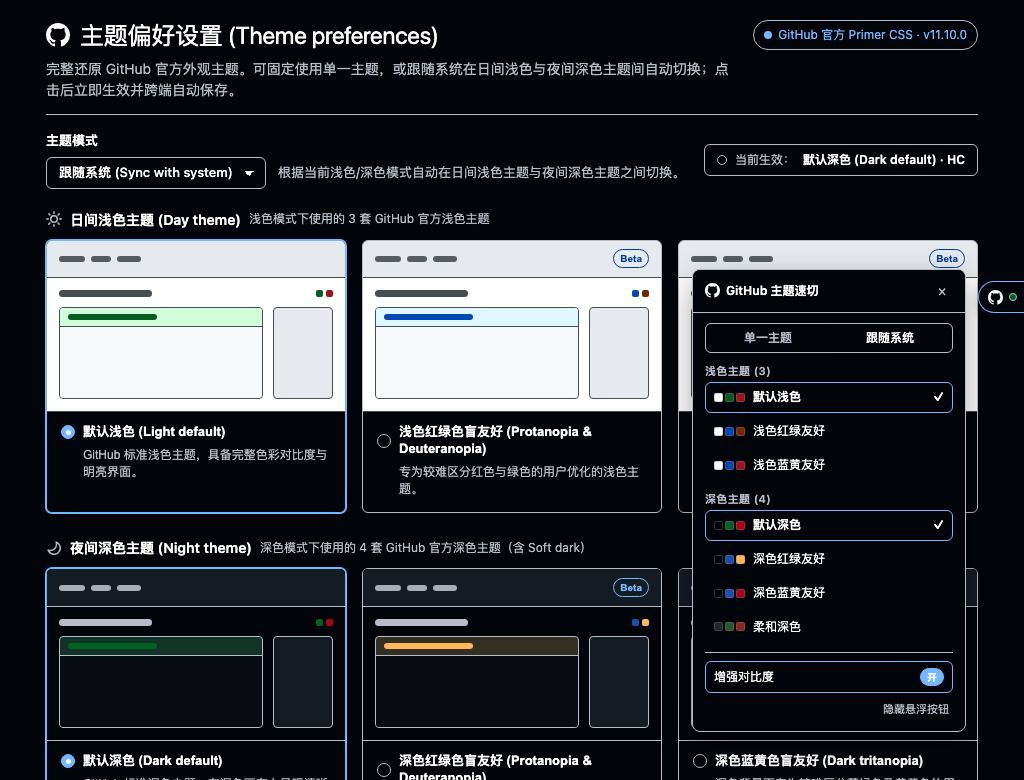 主题偏好设置 (Theme preferences)
GitHub 官方 Primer CSS · v11.10.0
完整还原 GitHub 官方外观主题。可固定使用单一主题，或跟随系统在日间浅色与夜间深色主题间自动切换；点
击后立即生效并跨端自动保存。
主题模式
跟随系统 (Sync with system)
根据当前浅色/深色模式自动在日间浅色主题与夜间深色主题之间切换。
当前生效： 默认深色 (Dark default) · HC
日间浅色主题 (Day theme) 浅色模式下使用的 3 套 GitHub 官方浅色主题
Beta
Beta
默认浅色 (Light default)
GitHub 标准浅色主题，具备完整色彩对比度与
明亮界面。
浅色红绿色盲友好 (Protanopia &
Deuteranopia)
专为较难区分红色与绿色的用户优化的浅色主
题。
GitHub 主题速切
×
单一主题 跟随系统
浅色主题 (3)
默认浅色
浅色红绿友好
浅色蓝黄友好
深色主题 (4)
默认深色
深色红绿友好
深色蓝黄友好
柔和深色
增强对比度 开
隐藏悬浮按钮
夜间深色主题 (Night theme) 深色模式下使用的 4 套 GitHub 官方深色主题（含 Soft dark）
Beta
默认深色 (Dark default)
深色红绿色盲友好 (Protanopia &
Deuteranopia)
深色蓝黄色盲友好 (Dark tritanopia)